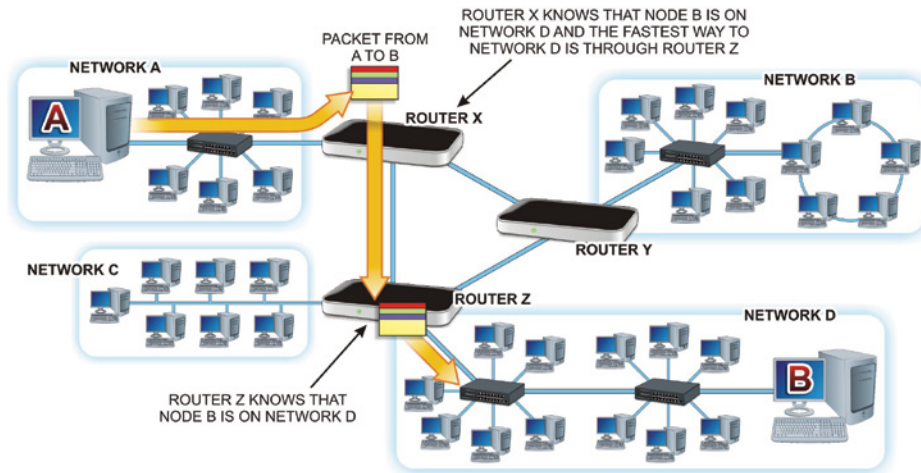 ROUTER X KNOWS THAT NODE B IS ON
NETWORK D AND THE FASTEST WAY TO
NETWORK D IS THROUGH ROUTER Z
PACKET FROM
A TO B
NETWORK A
A
ROUTER X
NETWORK B
ROUTER Y
NETWORK C
ROUTER Z
NETWORK D
B
ROUTER Z KNOWS THAT
NODE B IS ON NETWORK D